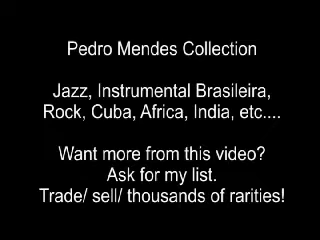 Pedro Mendes Collection
Jazz, Instrumental Brasileira,
Rock, Cuba, Africa, India, etc....
Want more from this video?
Ask for my list.
Trade/ sell/ thousands of rarities!